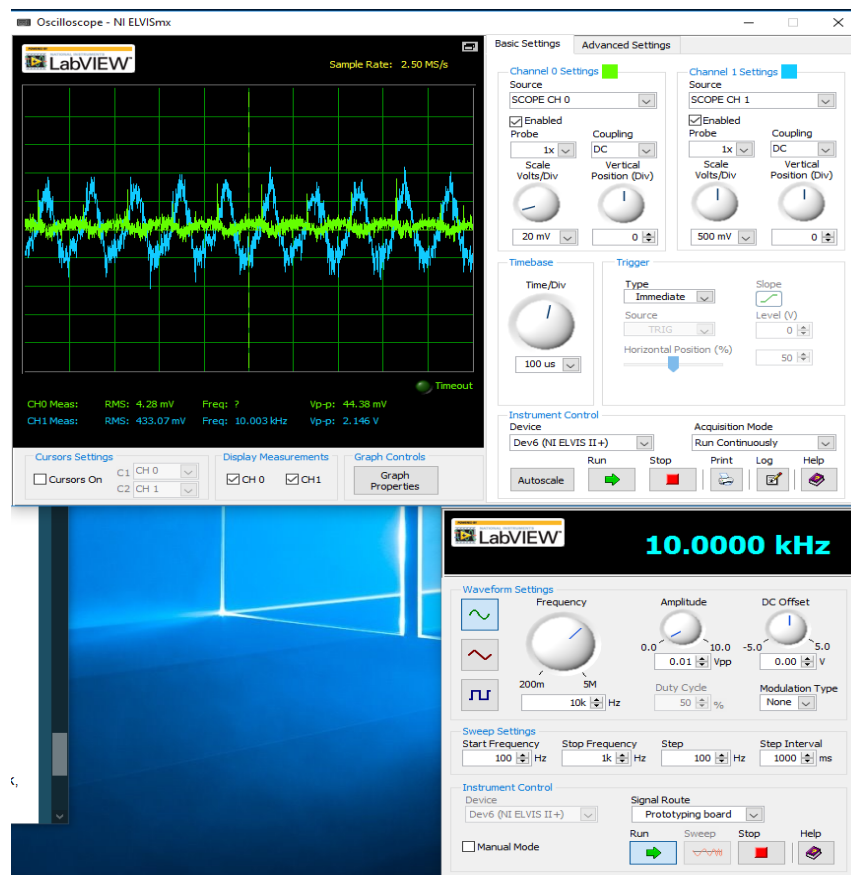 Oscilloscope - NI ELVISmx
LabVIEW
Sample Rate: 2.50 MS/s
Timeout
CH0 Meas: RMS: 4.28 mV Freq: ? Vp-p: 44.38 mV
CH1 Meas: RMS: 433.07 mV Freq: 10.003 kHz Vp-p: 2.146 V
Cursors Settings
Cursors On
C1 CH 0
C2 CH 1
Display Measurements
CH 0 CH1
Graph Controls
Graph
Properties
Basic Settings Advanced Settings
Channel 0 Settings
Source
SCOPE CH 0
Enabled
Probe Coupling
1x DC
Scale Vertical
Volts/Div Position (Div)
20 mV 0
Channel 1 Settings
Source
SCOPE CH 1
Enabled
Probe Coupling
1x DC
Scale Vertical
Volts/Div Position (Div)
500 mV 0
Timebase
Time/Div
100 us
Trigger
Type Slope
Immediate
Source Level (V)
TRIG 0
Horizontal Position (%)
50
Instrument Control
Device Acquisition Mode
Dev6 (NI ELVIS II+) Run Continuously
Run Stop Print Log Help
Autoscale
k,
LabVIEW
10.0000 kHz
Waveform Settings
Frequency Amplitude DC Offset
0.0 10.0 -5.0 5.0
0.01 Vpp 0.00 V
200m 5M
10k Hz
Duty Cycle Modulation Type
50 % None
Sweep Settings
Start Frequency Stop Frequency Step Step Interval
100 Hz 1k Hz 100 Hz 1000 ms
Instrument Control
Device Signal Route
Dev6 (NI ELVIS II+) Prototyping board
Run Sweep Stop Help
Manual Mode